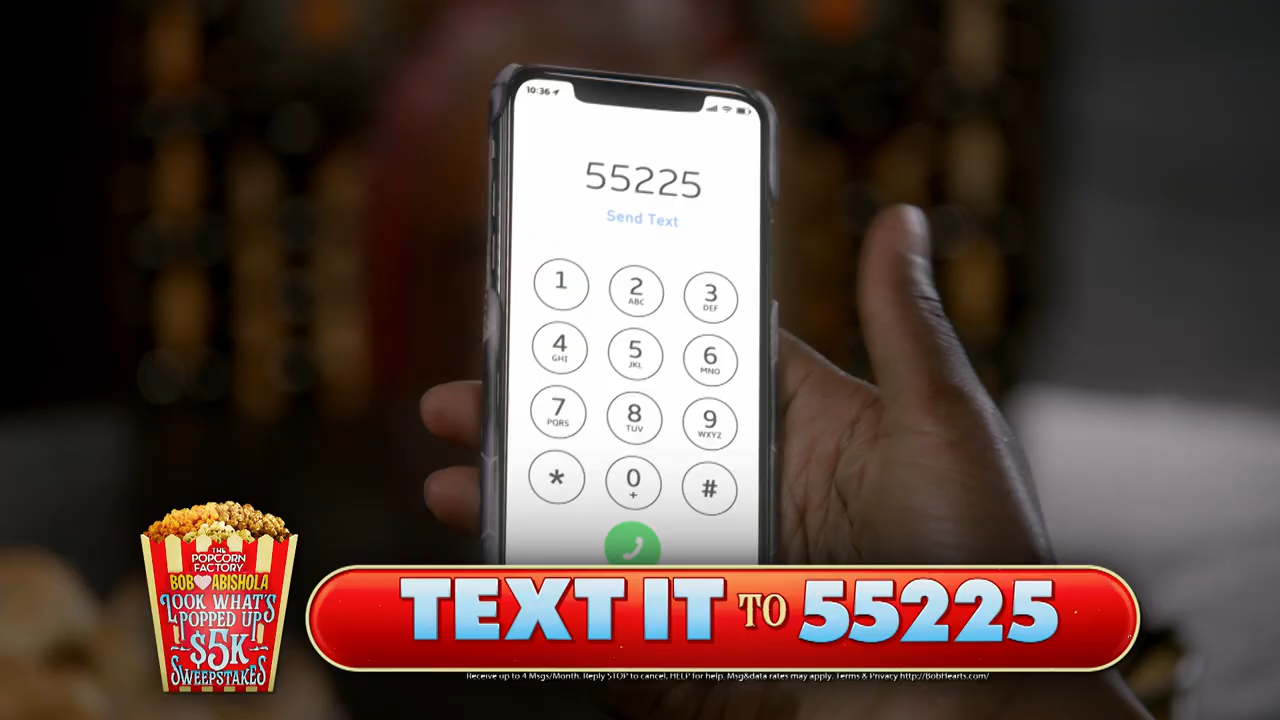 10:36
55225
Send Text
1
2
ABC
3
DEF
4
GHI
5
JKL
6
MNO
7
PQRS
8
TUV
9
WXYZ
*
0
+
#
THE
POPCORN
FACTORY
BOB ABISHOLA
LOOK WHAT'S
POPPED UP
$5K
SWEEPSTAKES
TEXT IT TO 55225
Receive up to 4 Msgs/Month. Reply STOP to cancel, HELP for help. Msg&data rates may apply. Terms & Privacy http://BobHearts.com/